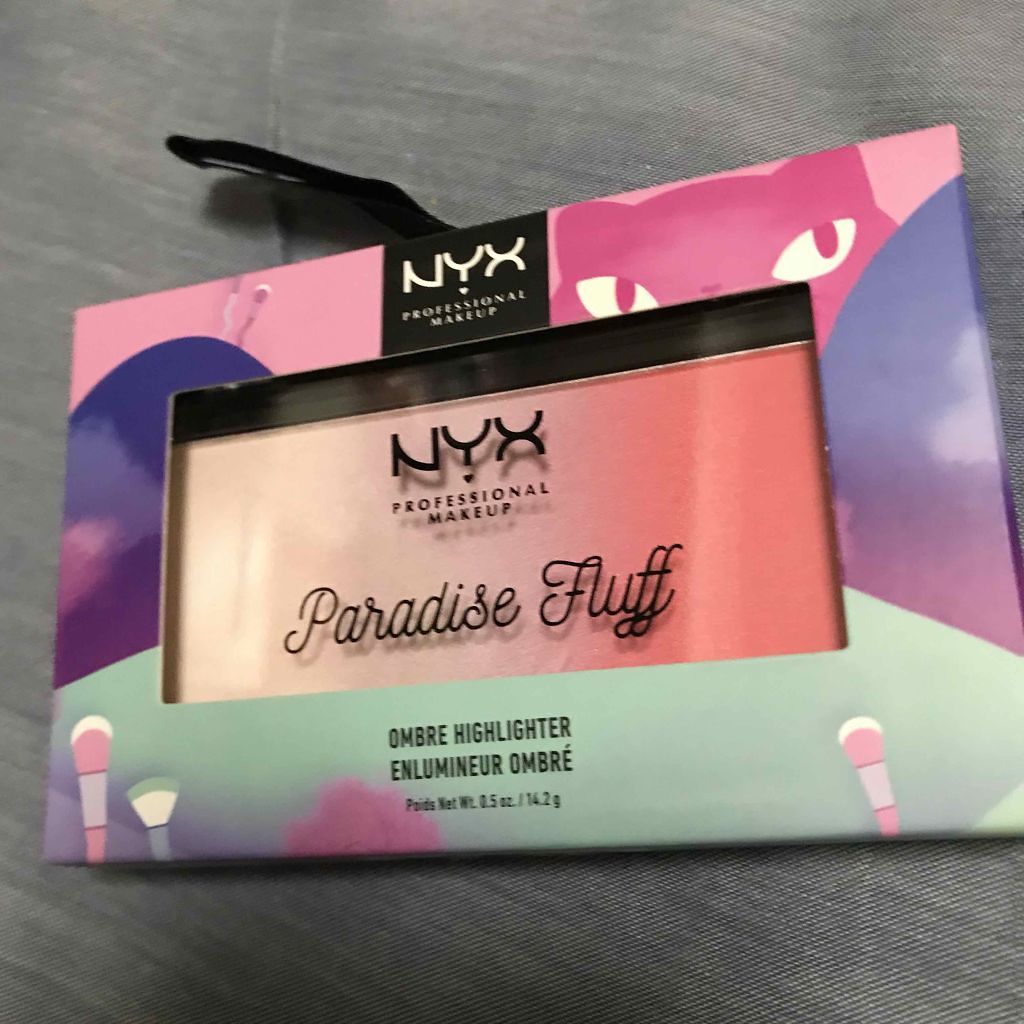 NYX
PROFESSIONAL
MAKEUP
NYX
PROFESSIONAL
MAKEUP
Paradise Fluff
OMBRE HIGHLIGHTER
ENLUMINEUR OMBRÉ
Poids Net Wt. 0.5 oz. / 14.2 g